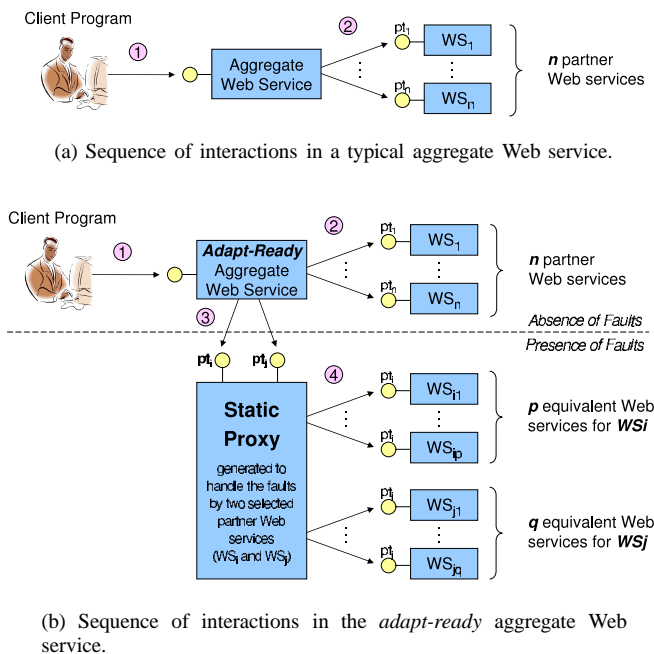 Client Program
1
2
Aggregate
Web Service
pt1
WS1
ptn
WSn
n partner
Web services
(a) Sequence of interactions in a typical aggregate Web service.
Client Program
1
2
Adapt-Ready
Aggregate
Web Service
pt1
WS1
ptn
WSn
n partner
Web services
3
Absence of Faults
Presence of Faults
pti
ptj
4
Static
Proxy
generated to
handle the faults
by two selected
partner Web
services
(WSi and WSj)
pti
WSi1
pti
WSip
p equivalent Web
services for WSi
ptj
WSj1
ptj
WSjq
q equivalent Web
services for WSj
(b) Sequence of interactions in the adapt-ready aggregate Web
service.